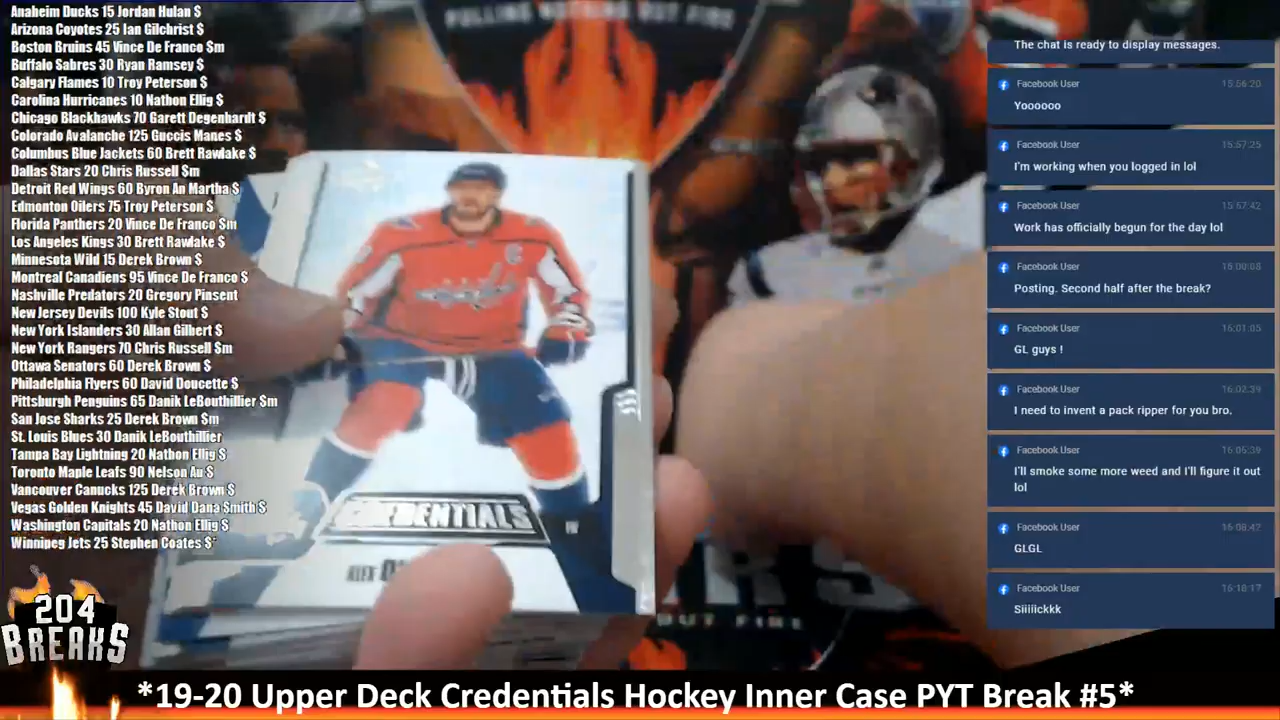 Anaheim Ducks 15 Jordan Hulan $
Arizona Coyotes 25 Ian Gilchrist $
Boston Bruins 45 Vince De Franco $m
Buffalo Sabres 30 Ryan Ramsey $
Calgary Flames 10 Troy Peterson $
Carolina Hurricanes 10 Nathon Ellig $
Chicago Blackhawks 70 Garett Degenhardt $
Colorado Avalanche 125 Guccis Manes $
Columbus Blue Jackets 60 Brett Rawlake $
Dallas Stars 20 Chris Russell $m
Detroit Red Wings 60 Byron An Martha $
Edmonton Oilers 75 Troy Peterson $
Florida Panthers 20 Vince De Franco $m
Los Angeles Kings 30 Brett Rawlake $
Minnesota Wild 15 Derek Brown $
Montreal Canadiens 95 Vince De Franco $
Nashville Predators 20 Gregory Pinsent
New Jersey Devils 100 Kyle Stout $
New York Islanders 30 Allan Gilbert $
New York Rangers 70 Chris Russell $m
Ottawa Senators 60 Derek Brown $
Philadelphia Flyers 60 David Doucette $
Pittsburgh Penguins 65 Danik LeBouthillier $m
San Jose Sharks 25 Derek Brown $m
St. Louis Blues 30 Danik LeBouthillier
Tampa Bay Lightning 20 Nathon Ellig $
Toronto Maple Leafs 90 Nelson Au $
Vancouver Canucks 125 Derek Brown $
Vegas Golden Knights 45 David Dana Smith $
Washington Capitals 20 Nathon Ellig $
Winnipeg Jets 25 Stephen Coates $*
204
BREAKS
PULLING NOTHING OUT FIRE
Capitals
C
CREDENTIALS
ALEX
OUT FIRE
The chat is ready to display messages.
Facebook User 15:56:20
Yoooooo
Facebook User 15:57:25
I'm working when you logged in lol
Facebook User 15:57:42
Work has officially begun for the day lol
Facebook User 16:00:08
Posting. Second half after the break?
Facebook User 16:01:05
GL guys !
Facebook User 16:02:39
I need to invent a pack ripper for you bro.
Facebook User 16:05:39
I'll smoke some more weed and I'll figure it out
lol
Facebook User 16:08:47
GLGL
Facebook User 16:18:17
Siiiiickkk
*19-20 Upper Deck Credentials Hockey Inner Case PYT Break #5*